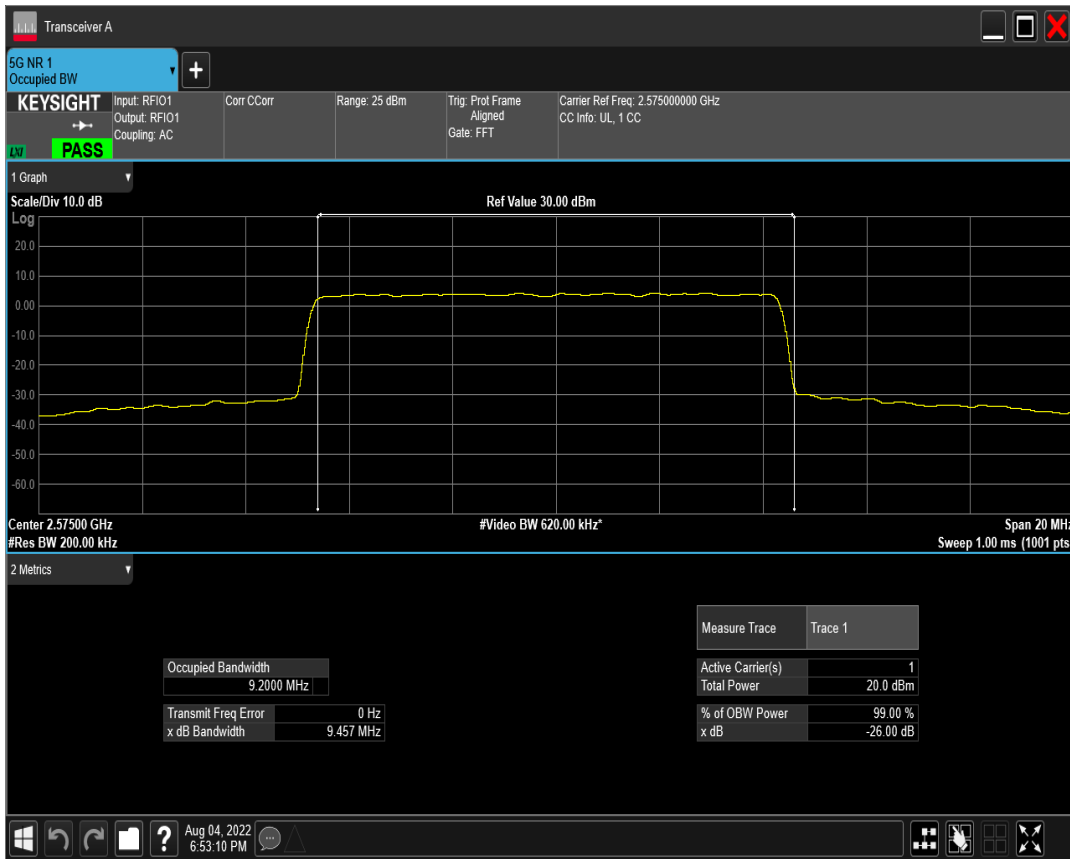 Transceiver A
5G NR 1
Occupied BW
+
KEYSIGHT
LXI
PASS
Input: RFIO1
Output: RFIO1
Coupling: AC
Corr CCorr
Range: 25 dBm
Trig: Prot Frame
Aligned
Gate: FFT
Carrier Ref Freq: 2.575000000 GHz
CC Info: UL, 1 CC
1 Graph
Scale/Div 10.0 dB
Ref Value 30.00 dBm
Log
20.0
10.0
0.00
-10.0
-20.0
-30.0
-40.0
-50.0
-60.0
Center 2.57500 GHz
#Video BW 620.00 kHz*
Span 20 MHz
#Res BW 200.00 kHz
Sweep 1.00 ms (1001 pts
2 Metrics
Measure Trace Trace 1
Occupied Bandwidth
9.2000 MHz
Active Carrier(s) 1
Total Power 20.0 dBm
Transmit Freq Error 0 Hz
x dB Bandwidth 9.457 MHz
% of OBW Power 99.00 %
x dB -26.00 dB
?
Aug 04, 2022
6:53:10 PM